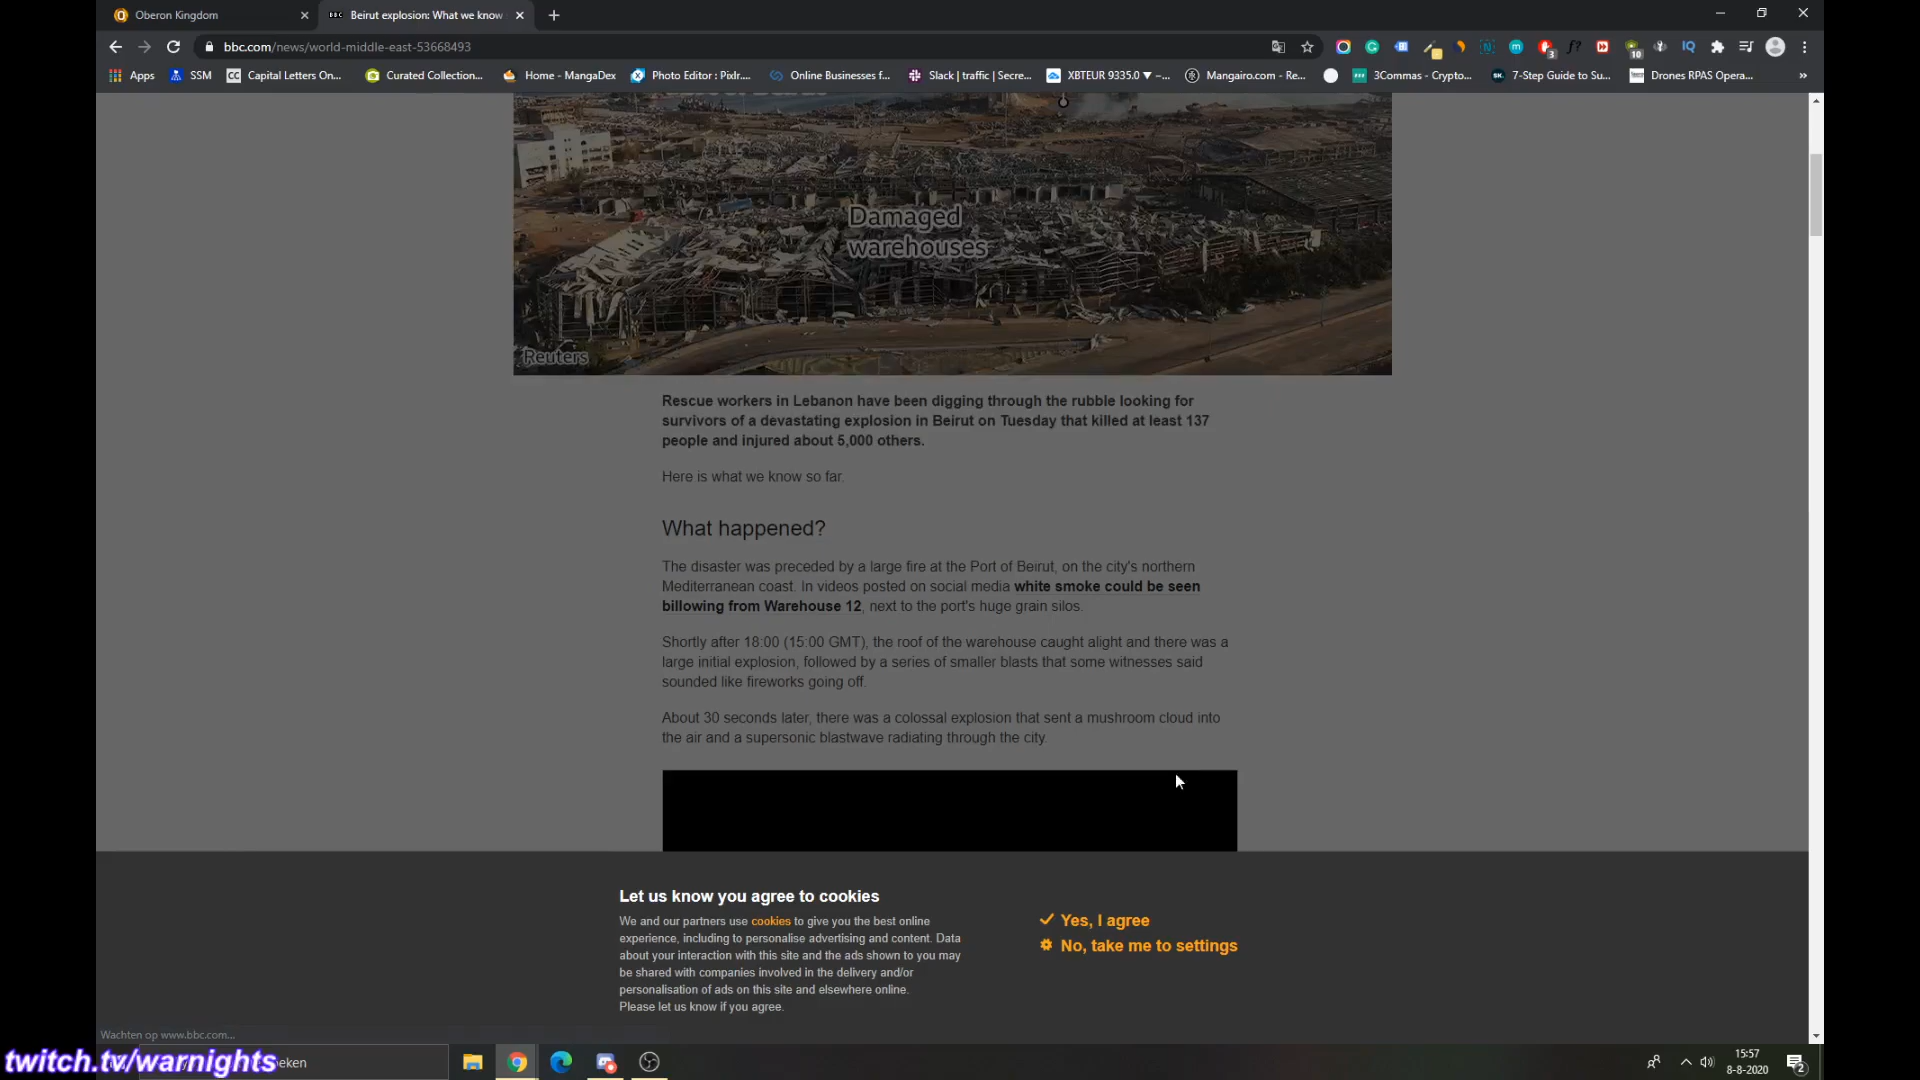 Oberon Kingdom
BBC Beirut explosion: What we know
bbc.com/news/world-middle-east-53668493
Apps SSM CC Capital Letters On... Curated Collection... Home - MangaDex Photo Editor : Pixlr... Online Businesses f... Slack | traffic | Secre... XBTEUR 9335.0 ▼ –... Mangairo.com - Re... 3Commas - Crypto... SK. 7-Step Guide to Su... Drones RPAS Opera... »
Damaged
warehouses
Reuters
Rescue workers in Lebanon have been digging through the rubble looking for
survivors of a devastating explosion in Beirut on Tuesday that killed at least 137
people and injured about 5,000 others.
Here is what we know so far.
What happened?
The disaster was preceded by a large fire at the Port of Beirut, on the city's northern
Mediterranean coast. In videos posted on social media white smoke could be seen
billowing from Warehouse 12, next to the port's huge grain silos.
Shortly after 18:00 (15:00 GMT), the roof of the warehouse caught alight and there was a
large initial explosion, followed by a series of smaller blasts that some witnesses said
sounded like fireworks going off.
About 30 seconds later, there was a colossal explosion that sent a mushroom cloud into
the air and a supersonic blastwave radiating through the city.
Let us know you agree to cookies
We and our partners use cookies to give you the best online
experience, including to personalise advertising and content. Data
about your interaction with this site and the ads shown to you may
be shared with companies involved in the delivery and/or
personalisation of ads on this site and elsewhere online.
Please let us know if you agree.
Yes, I agree
No, take me to settings
Wachten op www.bbc.com...
twitch.tv/warnights
eken
15:57
8-8-2020
2